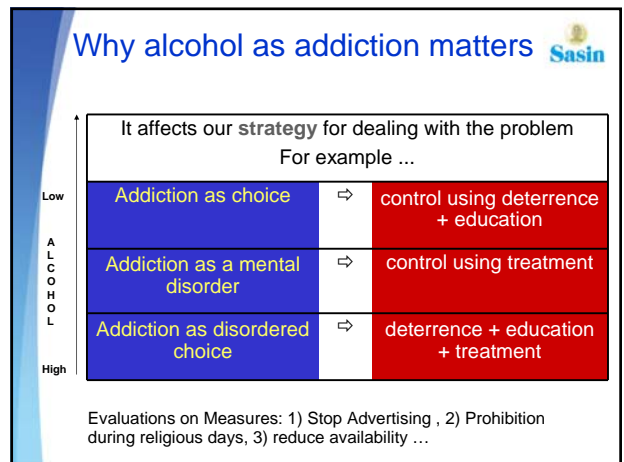 Why alcohol as addiction matters
Sasin
It affects our strategy for dealing with the problem
For example ...
Low
ALCOHOL
High
Addiction as choice ⇨ control using deterrence
+ education
Addiction as a mental
disorder ⇨ control using treatment
Addiction as disordered
choice ⇨ deterrence + education
+ treatment
Evaluations on Measures: 1) Stop Advertising , 2) Prohibition
during religious days, 3) reduce availability …